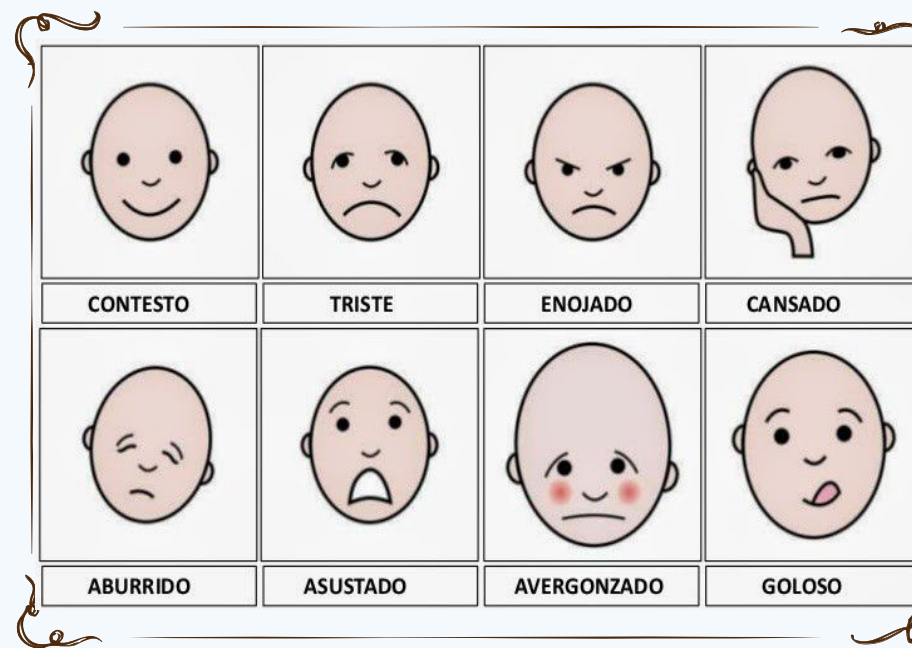 CONTESTO
TRISTE
ENOJADO
CANSADO
ABURRIDO
ASUSTADO
AVERGONZADO
GOLOSO